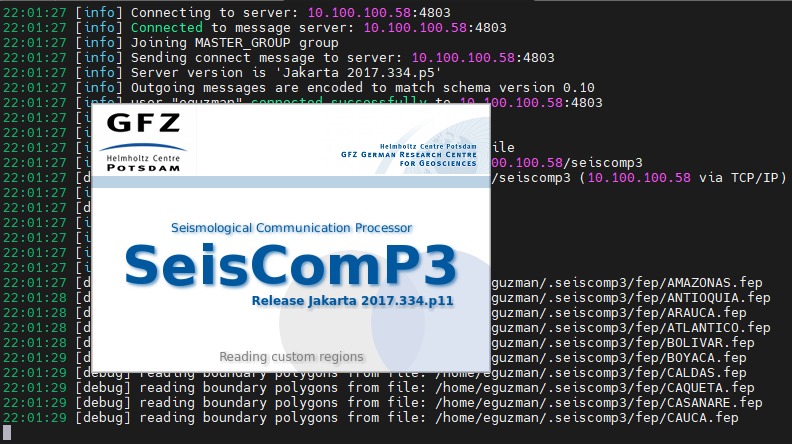 22:01:27 [info] Connecting to server: 10.100.100.58:4803
22:01:27 [info] Connected to message server: 10.100.100.58:4803
22:01:27 [info] Joining MASTER_GROUP group
22:01:27 [info] Sending connect message to server: 10.100.100.58:4803
22:01:27 [info] Server version is 'Jakarta 2017.334.p5'
22:01:27 [info] Outgoing messages are encoded to match schema version 0.10
22:01:27 [info] user "eguzman" connected successfully to 10.100.100.58:4803
22:01:27 [i
22:01:27 [i
22:01:27 [i ile
22:01:27 [i 00.100.58/seiscomp3
22:01:27 [d /seiscomp3 (10.100.100.58 via TCP/IP)
22:01:27 [i
22:01:27 [d
22:01:27 [i
22:01:27 [i
22:01:27 [i
22:01:27 [i
22:01:27 [d eguzman/.seiscomp3/fep/AMAZONAS.fep
22:01:28 [d eguzman/.seiscomp3/fep/ANTIOQUIA.fep
22:01:28 [d eguzman/.seiscomp3/fep/ARAUCA.fep
22:01:28 [d eguzman/.seiscomp3/fep/ATLANTICO.fep
22:01:28 [d eguzman/.seiscomp3/fep/BOLIVAR.fep
22:01:29 [d eguzman/.seiscomp3/fep/BOYACA.fep
22:01:29 [debug] reading boundary polygons from file: /home/eguzman/.seiscomp3/fep/CALDAS.fep
22:01:29 [debug] reading boundary polygons from file: /home/eguzman/.seiscomp3/fep/CAQUETA.fep
22:01:29 [debug] reading boundary polygons from file: /home/eguzman/.seiscomp3/fep/CASANARE.fep
22:01:29 [debug] reading boundary polygons from file: /home/eguzman/.seiscomp3/fep/CAUCA.fep
GFZ
Helmholtz Centre
POTSDAM
Helmholtz Centre Potsdam
GFZ German Research Centre
for Geosciences
Seismological Communication Processor
SeisComP3
Release Jakarta 2017.334.p11
Reading custom regions